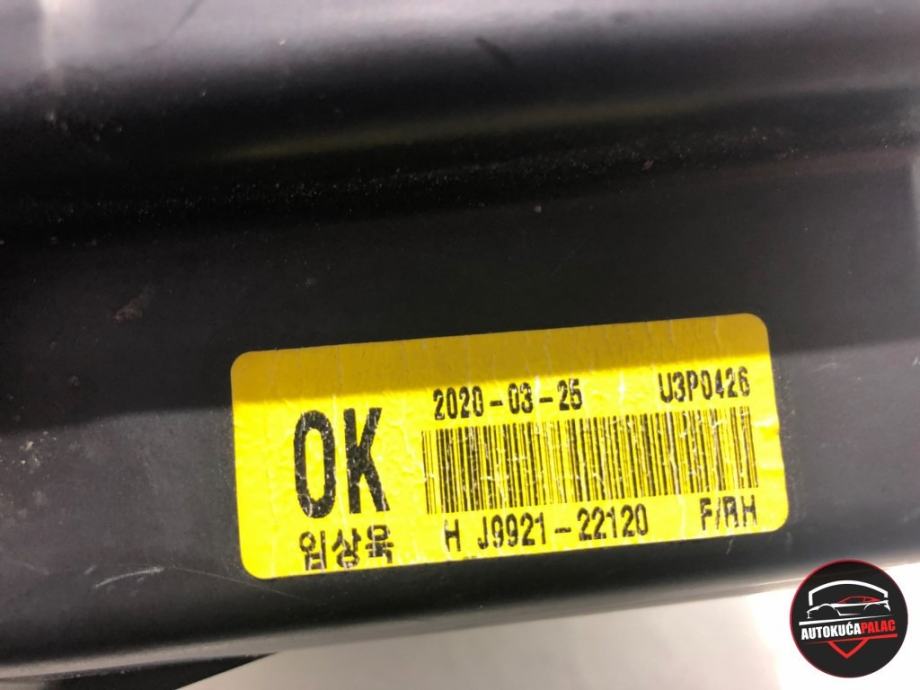 2020-03-25 U3P0426
OK
임상욱
H J9921-22120 F/RH
AUTOKUĆAPALAC